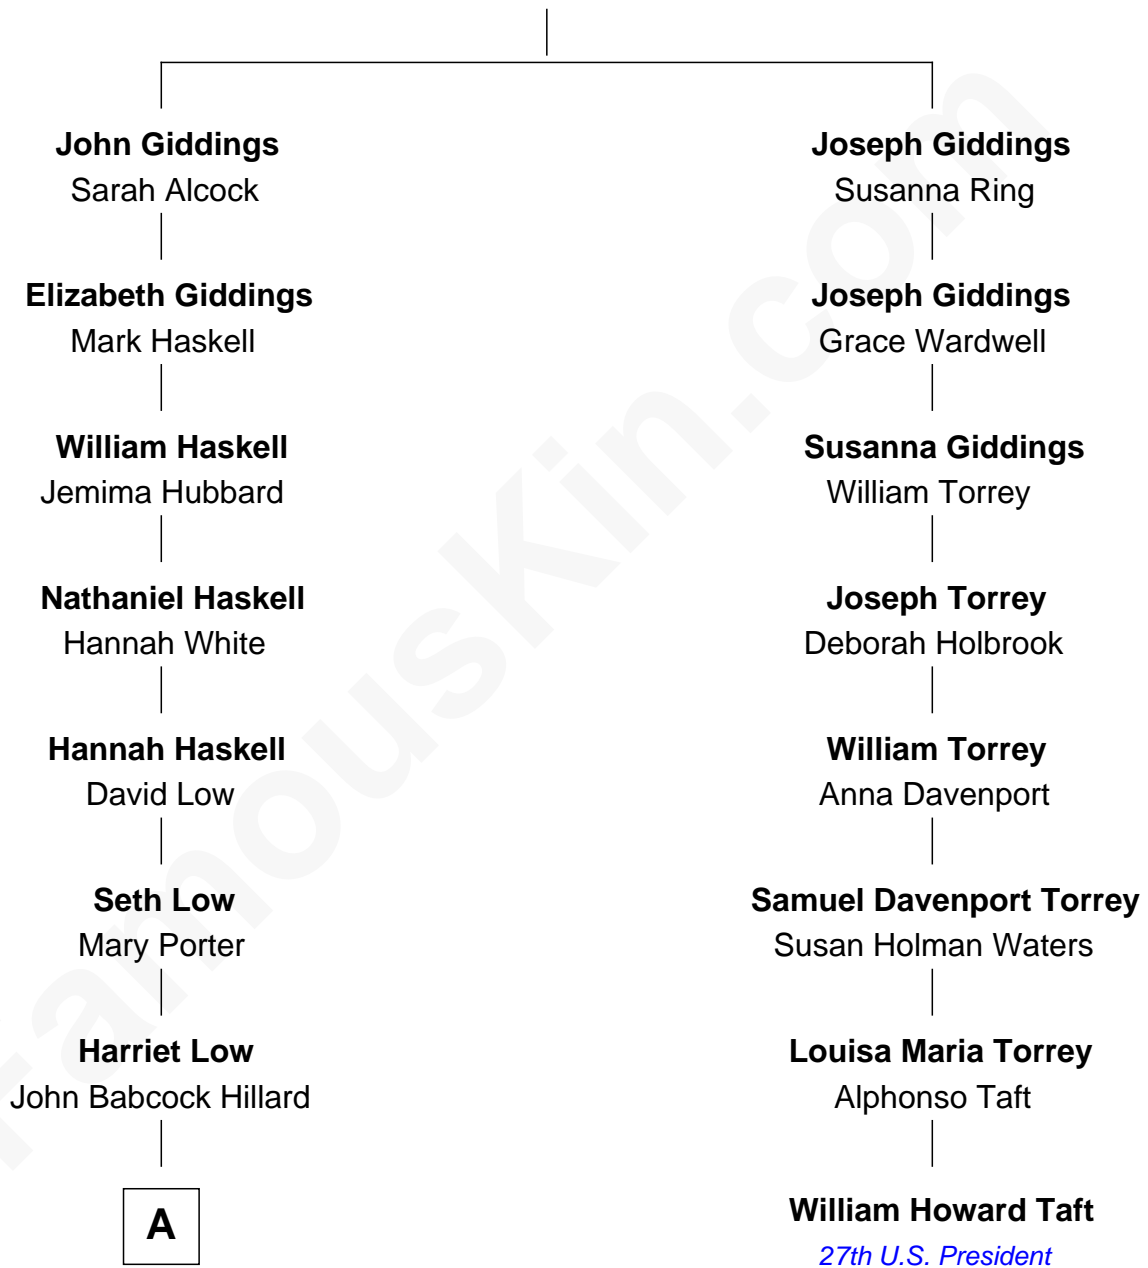 John Giddings
Sarah Alcock
Elizabeth Giddings
Mark Haskell
William Haskell
Jemima Hubbard
Nathaniel Haskell
Hannah White
Hannah Haskell
David Low
Seth Low
Mary Porter
Harriet Low
John Babcock Hillard
A
Joseph Giddings
Susanna Ring
Joseph Giddings
Grace Wardwell
Susanna Giddings
William Torrey
Joseph Torrey
Deborah Holbrook
William Torrey
Anna Davenport
Samuel Davenport Torrey
Susan Holman Waters
Louisa Maria Torrey
Alphonso Taft
William Howard Taft
27th U.S. President
FamousKin.com